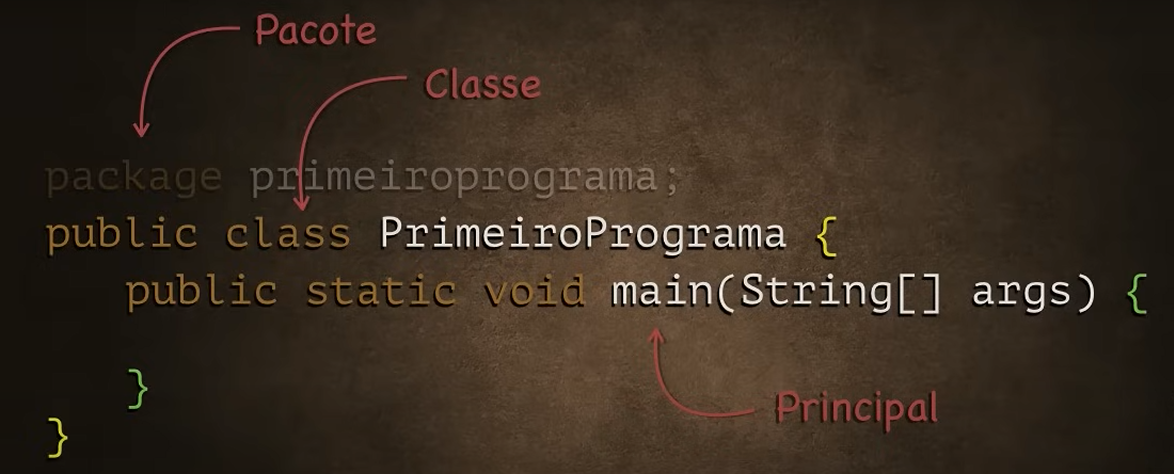 Pacote
Classe
package primeiroprograma;
public class PrimeiroPrograma {
public static void main(String[] args) {
Principal
}
}